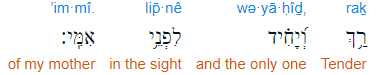 ’im·mî. lip̄·nê wə·yā·ḥîḏ, raḵ
רַ֥ךְ וְ֝יָחִ֗יד לִפְנֵ֥י אִמִּֽי׃
of my mother in the sight and the only one Tender